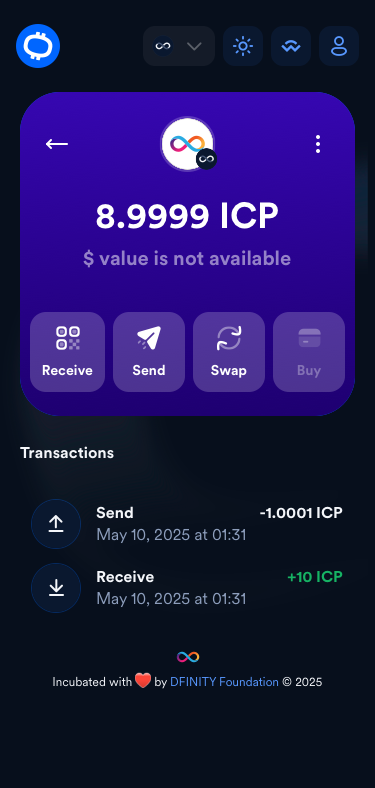 8.9999 ICP
$ value is not available
Receive
Send
Swap
Buy
Transactions
Send
-1.0001 ICP
May 10, 2025 at 01:31
Receive
+10 ICP
May 10, 2025 at 01:31
Incubated with ❤️ by DFINITY Foundation © 2025